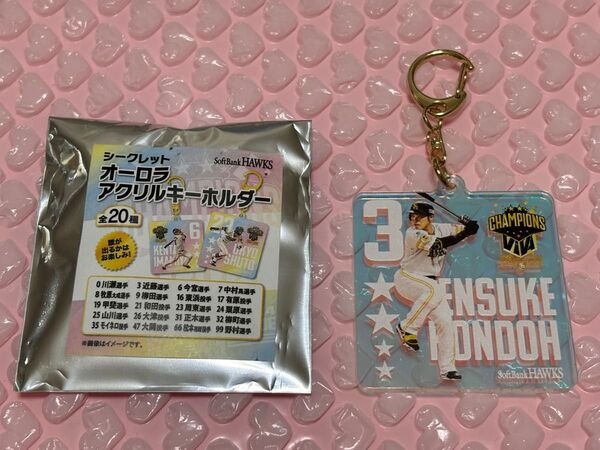 シークレット
SoftBank HAWKS
オーロラ
アクリルキーホルダー
全20種
誰が
出るかは
お楽しみ!
6
0 川瀬選手 3 近藤選手 6 今宮選手 7 中村晃選手
8 牧原大成選手 9 柳田選手 16 東浜投手 17 有原投手
19 甲斐選手 21 和田投手 23 周東選手 24 栗原選手
25 山川選手 26 大津投手 31 正木選手 32 柳町選手
35 モイネロ投手 47 大関投手 66 松本裕樹投手 99 野村選手
※画像はイメージです。
3
CHAMPIONS
VIIA
KENSUKE
KONDOH
SoftBank HAWKS